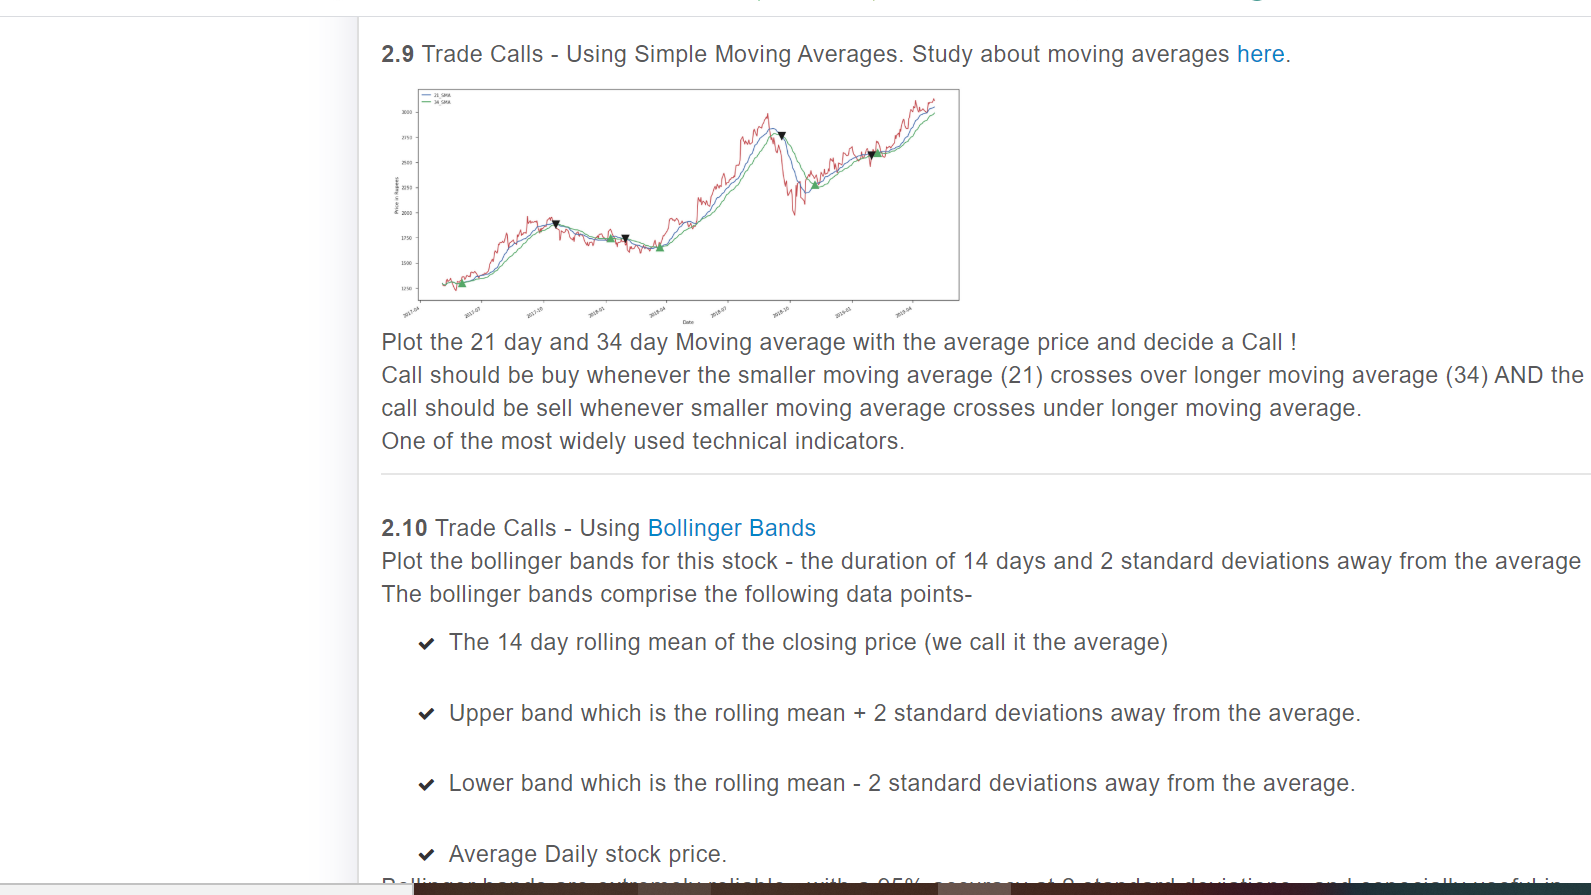 2.9 Trade Calls - Using Simple Moving Averages. Study about moving averages here.
21_SMA
34_SMA
3000
2750
2500
2250
2000
1750
1500
1250
Price in Rupees
2017-04
2017-07
2017-10
2018-01
2018-04
2018-07
2018-10
2019-01
2019-04
Date
Plot the 21 day and 34 day Moving average with the average price and decide a Call !
Call should be buy whenever the smaller moving average (21) crosses over longer moving average (34) AND the
call should be sell whenever smaller moving average crosses under longer moving average.
One of the most widely used technical indicators.
2.10 Trade Calls - Using Bollinger Bands
Plot the bollinger bands for this stock - the duration of 14 days and 2 standard deviations away from the average
The bollinger bands comprise the following data points-
The 14 day rolling mean of the closing price (we call it the average)
Upper band which is the rolling mean + 2 standard deviations away from the average.
Lower band which is the rolling mean - 2 standard deviations away from the average.
Average Daily stock price.